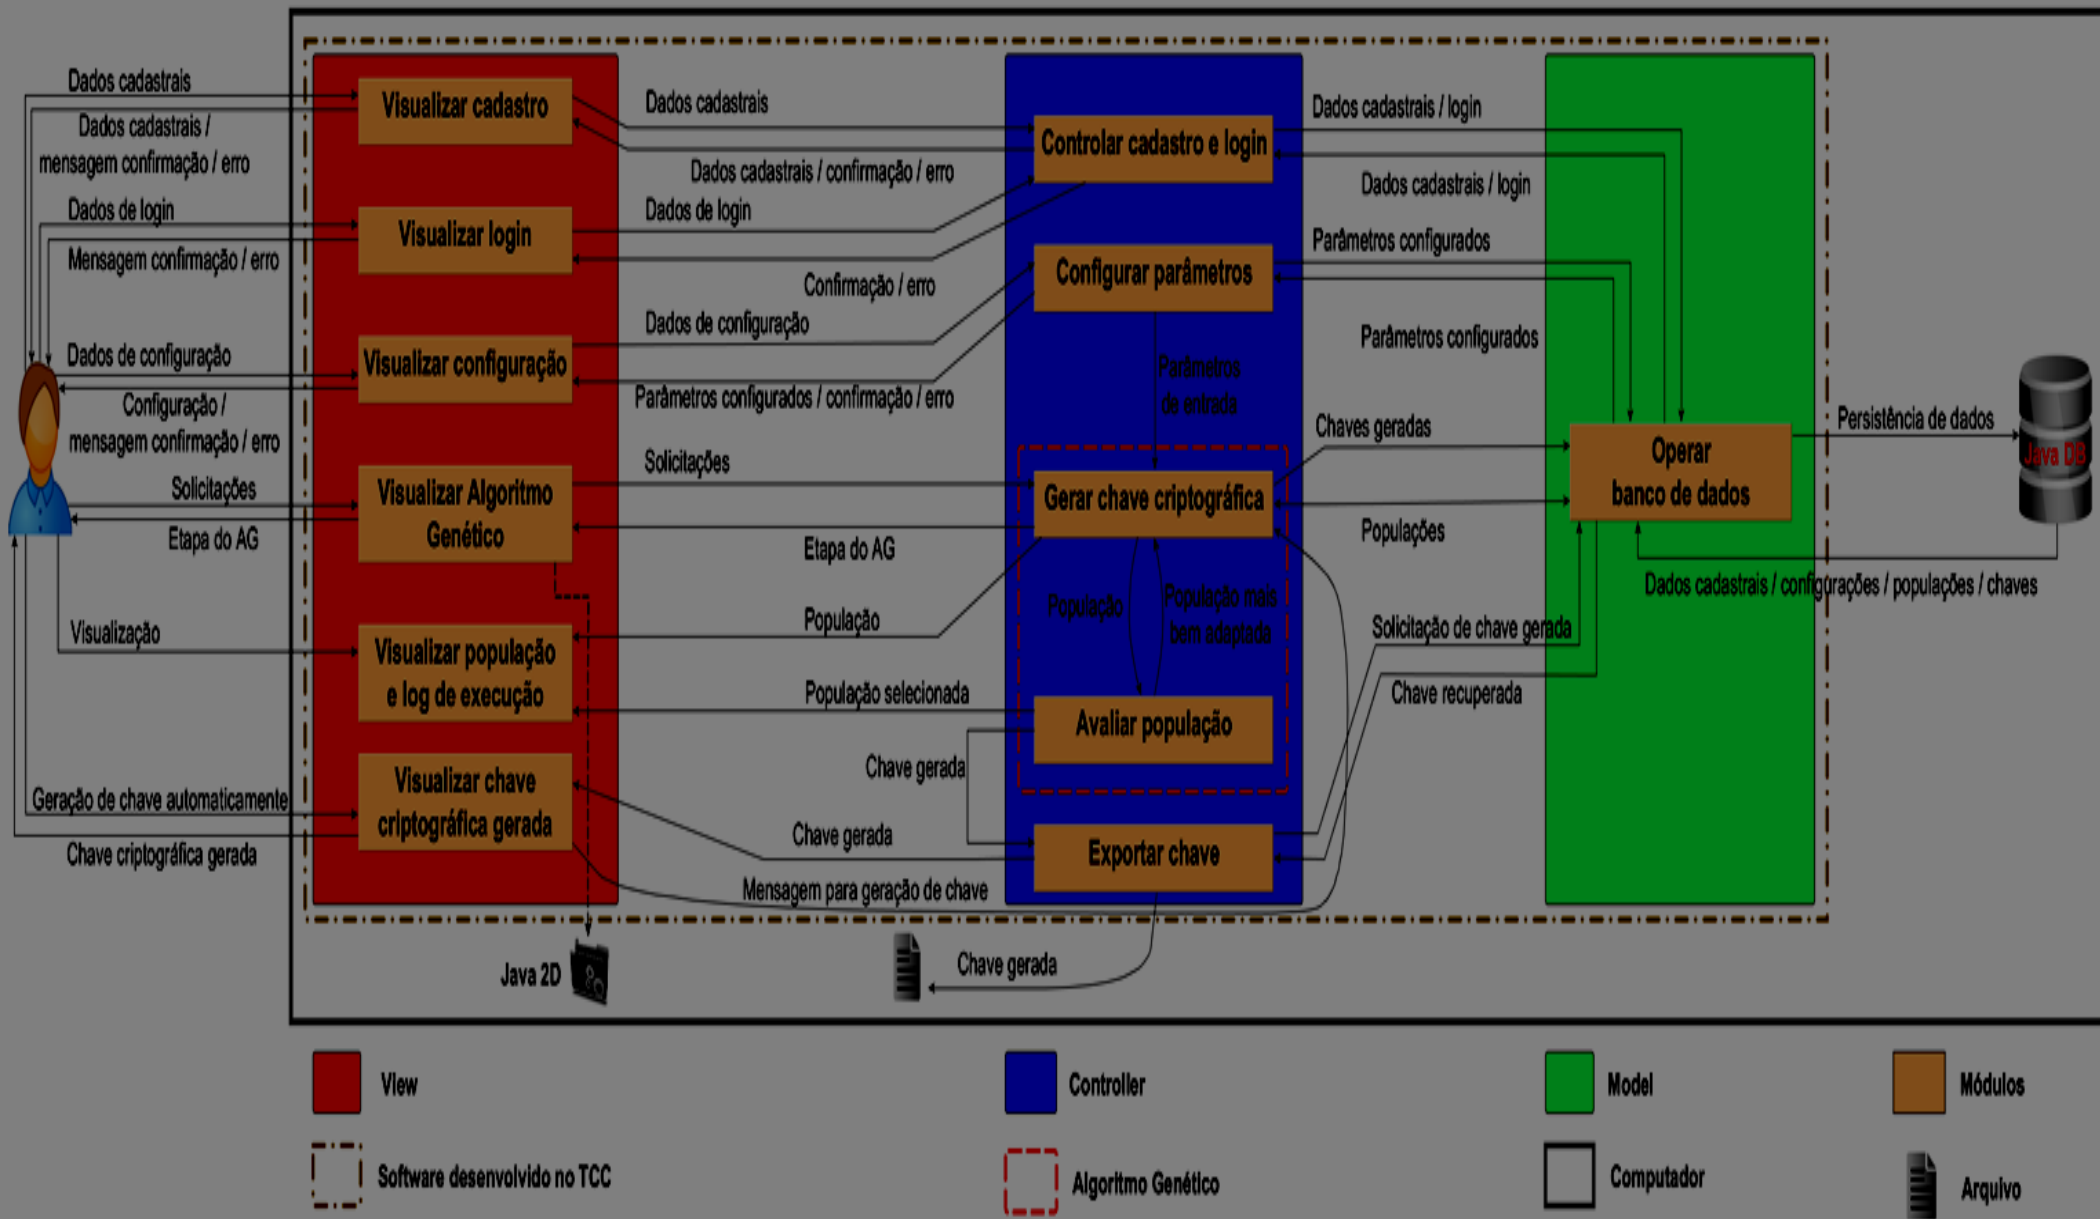 Dados cadastrais
Dados cadastrais /
mensagem confirmação / erro
Dados de login
Mensagem confirmação / erro
Dados de configuração
Configuração /
mensagem confirmação / erro
Solicitações
Etapa do AG
Visualização
Geração de chave automaticamente
Chave criptográfica gerada
Visualizar cadastro
Visualizar login
Visualizar configuração
Visualizar Algoritmo
Genético
Visualizar população
e log de execução
Visualizar chave
criptográfica gerada
Dados cadastrais
Dados cadastrais / confirmação / erro
Dados de login
Confirmação / erro
Dados de configuração
Parâmetros configurados / confirmação / erro
Solicitações
Etapa do AG
População
População selecionada
Chave gerada
Chave gerada
Mensagem para geração de chave
Controlar cadastro e login
Configurar parâmetros
Parâmetros
de entrada
Gerar chave criptográfica
População
População mais
bem adaptada
Avaliar população
Exportar chave
Dados cadastrais / login
Dados cadastrais / login
Parâmetros configurados
Parâmetros configurados
Chaves geradas
Populações
Solicitação de chave gerada
Chave recuperada
Operar
banco de dados
Persistência de dados
Java DB
Dados cadastrais / configurações / populações / chaves
Java 2D
Chave gerada
View
Controller
Model
Módulos
Software desenvolvido no TCC
Algoritmo Genético
Computador
Arquivo